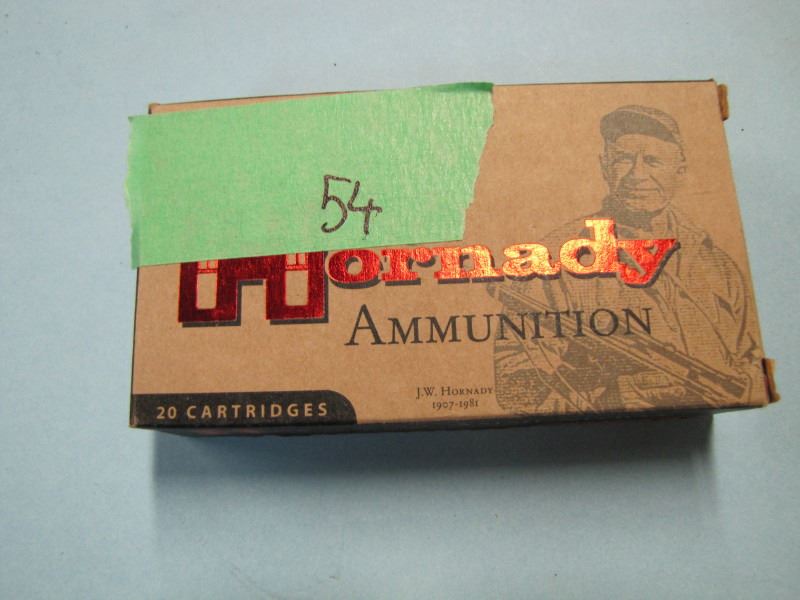 54
Hornady
AMMUNITION
J.W. HORNADY
1907-1981
20 CARTRIDGES